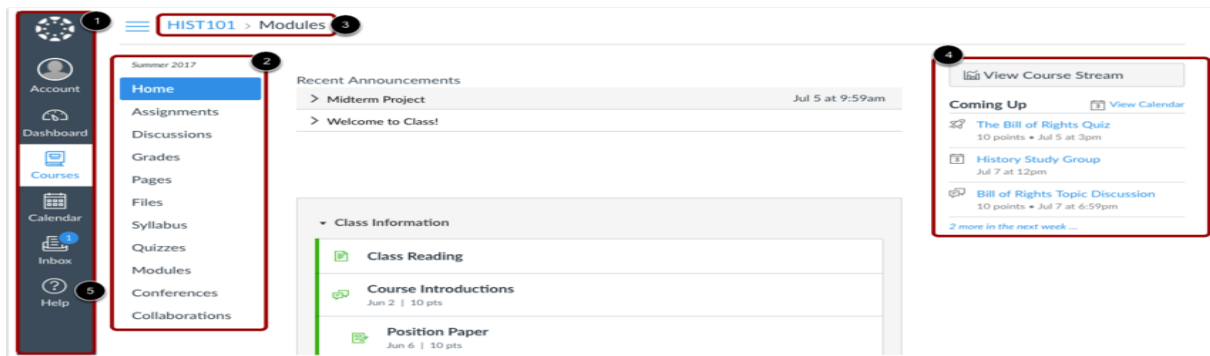 1
Account
Dashboard
Courses
Calendar
1
Inbox
Help
5
HIST101 > Modules
3
Summer 2017
2
Home
Assignments
Discussions
Grades
Pages
Files
Syllabus
Quizzes
Modules
Conferences
Collaborations
Recent Announcements
> Midterm Project Jul 5 at 9:59am
> Welcome to Class!
Class Information
Class Reading
Course Introductions
Jun 2 | 10 pts
Position Paper
Jun 6 | 10 pts
4
View Course Stream
Coming Up View Calendar
The Bill of Rights Quiz
10 points • Jul 5 at 3pm
History Study Group
Jul 7 at 12pm
Bill of Rights Topic Discussion
10 points • Jul 7 at 6:59pm
2 more in the next week ...